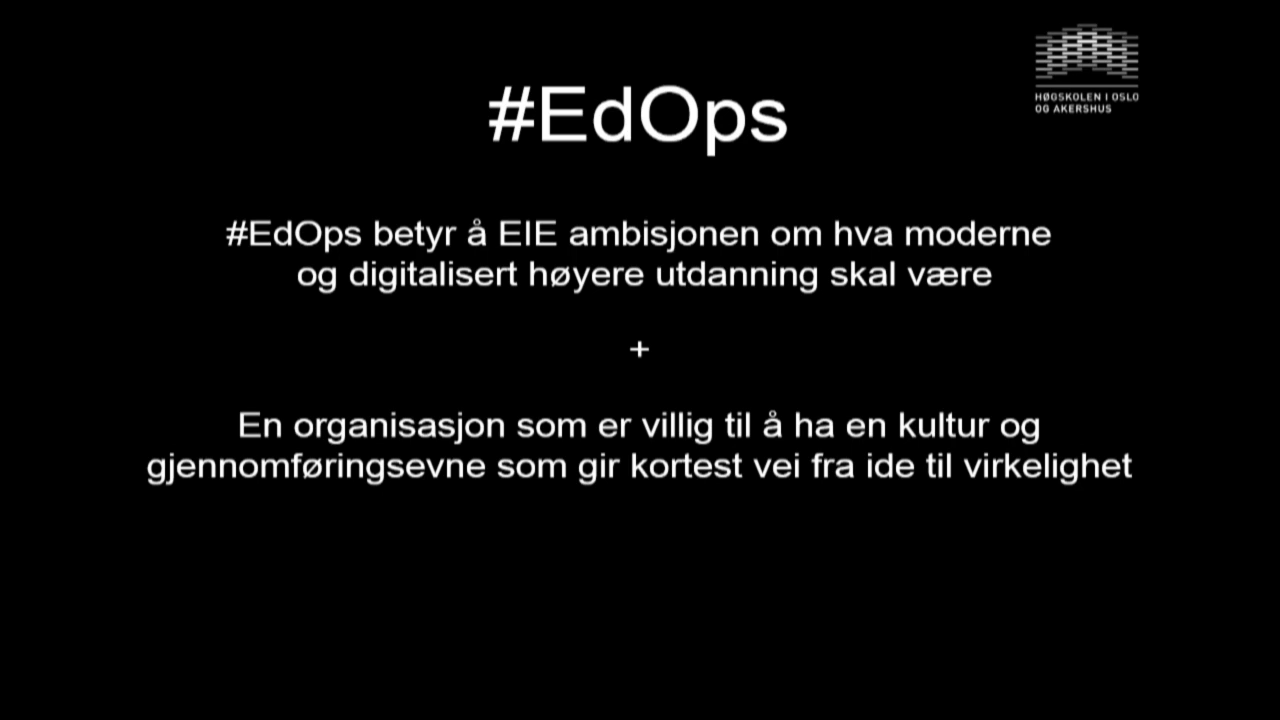 HØGSKOLEN I OSLO
OG AKERSHUS
#EdOps
#EdOps betyr å EIE ambisjonen om hva moderne
og digitalisert høyere utdanning skal være
+
En organisasjon som er villig til å ha en kultur og
gjennomføringsevne som gir kortest vei fra ide til virkelighet